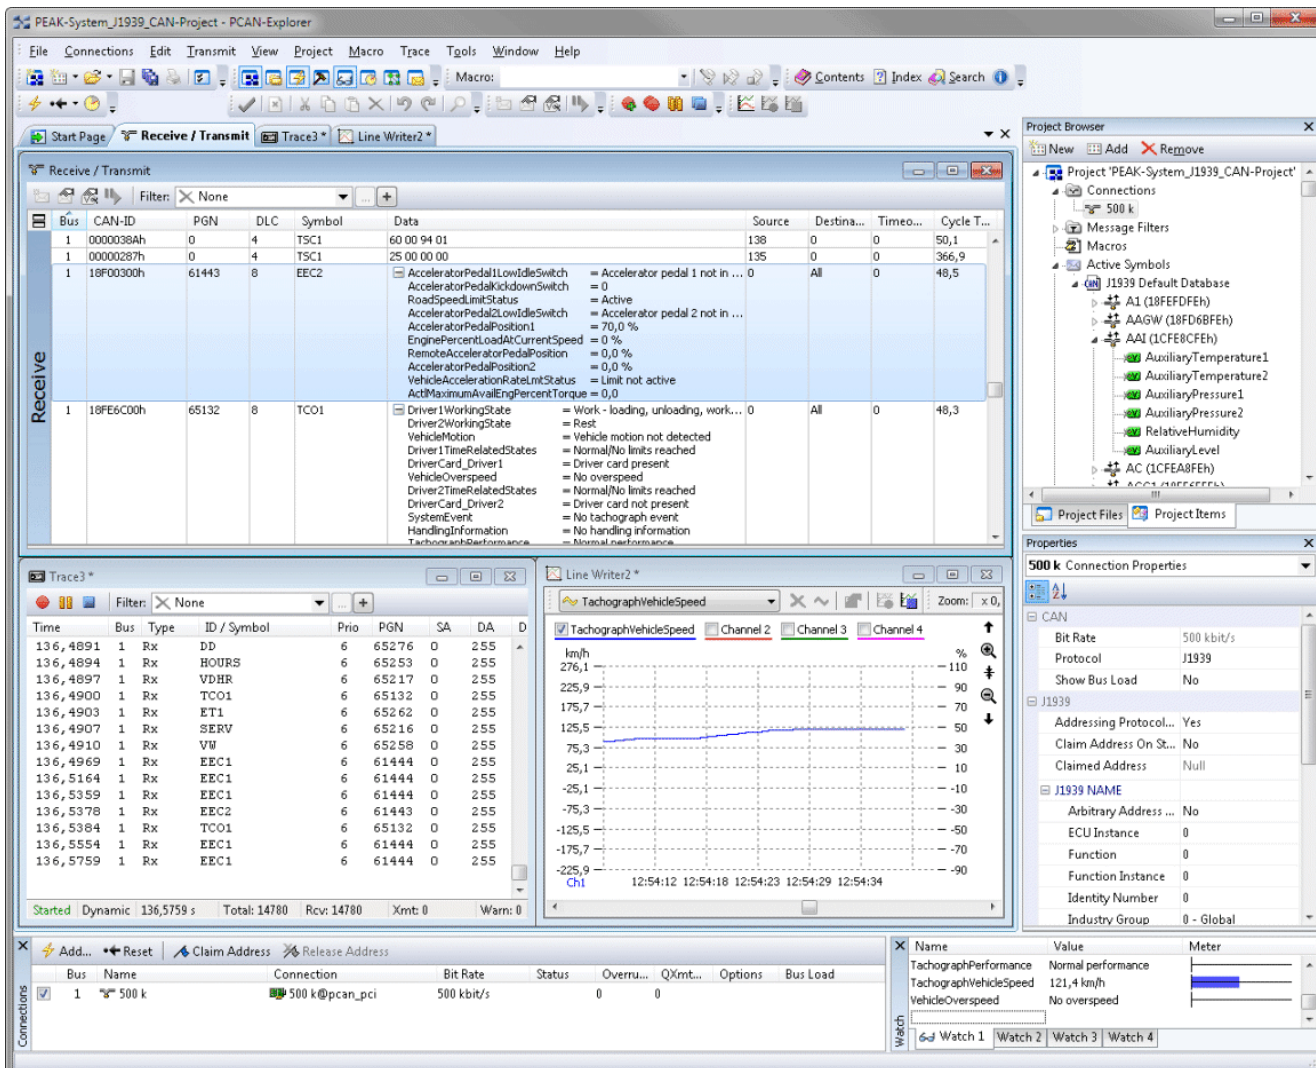 PEAK-System_J1939_CAN-Project - PCAN-Explorer
File Connections Edit Transmit View Project Macro Trace Tools Window Help
Macro: Contents Index Search
Start Page Receive / Transmit Trace3 * Line Writer2 *
Receive / Transmit
Filter: None ... +
Bus CAN-ID PGN DLC Symbol Data Source Destina... Timeo... Cycle T...
Receive
1 0000038Ah 0 4 TSC1 60 00 94 01 138 0 0 50,1
1 00000287h 0 4 TSC1 25 00 00 00 135 0 0 366,9
1 18F00300h 61443 8 EEC2 AcceleratorPedal1LowIdleSwitch = Accelerator pedal 1 not in ... 0 All 0 48,5
AcceleratorPedalKickdownSwitch = 0
RoadSpeedLimitStatus = Active
AcceleratorPedal2LowIdleSwitch = Accelerator pedal 2 not in ...
AcceleratorPedalPosition1 = 70,0 %
EnginePercentLoadAtCurrentSpeed = 0 %
RemoteAcceleratorPedalPosition = 0,0 %
AcceleratorPedalPosition2 = 0,0 %
VehicleAccelerationRateLmtStatus = Limit not active
ActlMaximumAvailEngPercentTorque = 0,0
1 18FE6C00h 65132 8 TCO1 Driver1WorkingState = Work - loading, unloading, work... 0 All 0 48,3
Driver2WorkingState = Rest
VehicleMotion = Vehicle motion not detected
Driver1TimeRelatedStates = Normal/No limits reached
DriverCard_Driver1 = Driver card present
VehicleOverspeed = No overspeed
Driver2TimeRelatedStates = Normal/No limits reached
DriverCard_Driver2 = Driver card not present
SystemEvent = No tachograph event
HandlingInformation = No handling information
TachographPerformance = Normal performance
Project Browser
New Add Remove
Project 'PEAK-System_J1939_CAN-Project'
Connections
500 k
Message Filters
Macros
Active Symbols
J1939 Default Database
A1 (18FEFDFEh)
AAGW (18FD6BFEh)
AAI (1CFE8CFEh)
AuxiliaryTemperature1
AuxiliaryTemperature2
AuxiliaryPressure1
AuxiliaryPressure2
RelativeHumidity
AuxiliaryLevel
AC (1CFEA8FEh)
Project Files Project Items
Trace3 *
Filter: None ... +
Time Bus Type ID / Symbol Prio PGN SA DA D
136,4891 1 Rx DD 6 65276 0 255
136,4894 1 Rx HOURS 6 65253 0 255
136,4897 1 Rx VDHR 6 65217 0 255
136,4900 1 Rx TCO1 6 65132 0 255
136,4903 1 Rx ET1 6 65262 0 255
136,4907 1 Rx SERV 6 65216 0 255
136,4910 1 Rx VW 6 65258 0 255
136,4969 1 Rx EEC1 6 61444 0 255
136,5164 1 Rx EEC1 6 61444 0 255
136,5359 1 Rx EEC1 6 61444 0 255
136,5378 1 Rx EEC2 6 61443 0 255
136,5384 1 Rx TCO1 6 65132 0 255
136,5554 1 Rx EEC1 6 61444 0 255
136,5759 1 Rx EEC1 6 61444 0 255
Started Dynamic 136,5759 s Total: 14780 Rcv: 14780 Xmt: 0 Warn: 0
Line Writer2 *
TachographVehicleSpeed Zoom: x 0,
TachographVehicleSpeed Channel 2 Channel 3 Channel 4
km/h %
276,1 110
225,9 90
175,7 70
125,5 50
75,3 30
25,1 10
-25,1 -10
-75,3 -30
-125,5 -50
-175,7 -70
-225,9 -90
Ch1 12:54:12 12:54:18 12:54:23 12:54:29 12:54:34
Properties
500 k Connection Properties
CAN
Bit Rate 500 kbit/s
Protocol J1939
Show Bus Load No
J1939
Addressing Protocol... Yes
Claim Address On St... No
Claimed Address Null
J1939 NAME
Arbitrary Address ... No
ECU Instance 0
Function 0
Function Instance 0
Identity Number 0
Industry Group 0 - Global
Connections
Add... Reset Claim Address Release Address
Bus Name Connection Bit Rate Status Overru... QXmt... Options Bus Load
1 500 k 500 k@pcan_pci 500 kbit/s 0 0
Watch
Name Value Meter
TachographPerformance Normal performance
TachographVehicleSpeed 121,4 km/h
VehicleOverspeed No overspeed
Watch 1 Watch 2 Watch 3 Watch 4